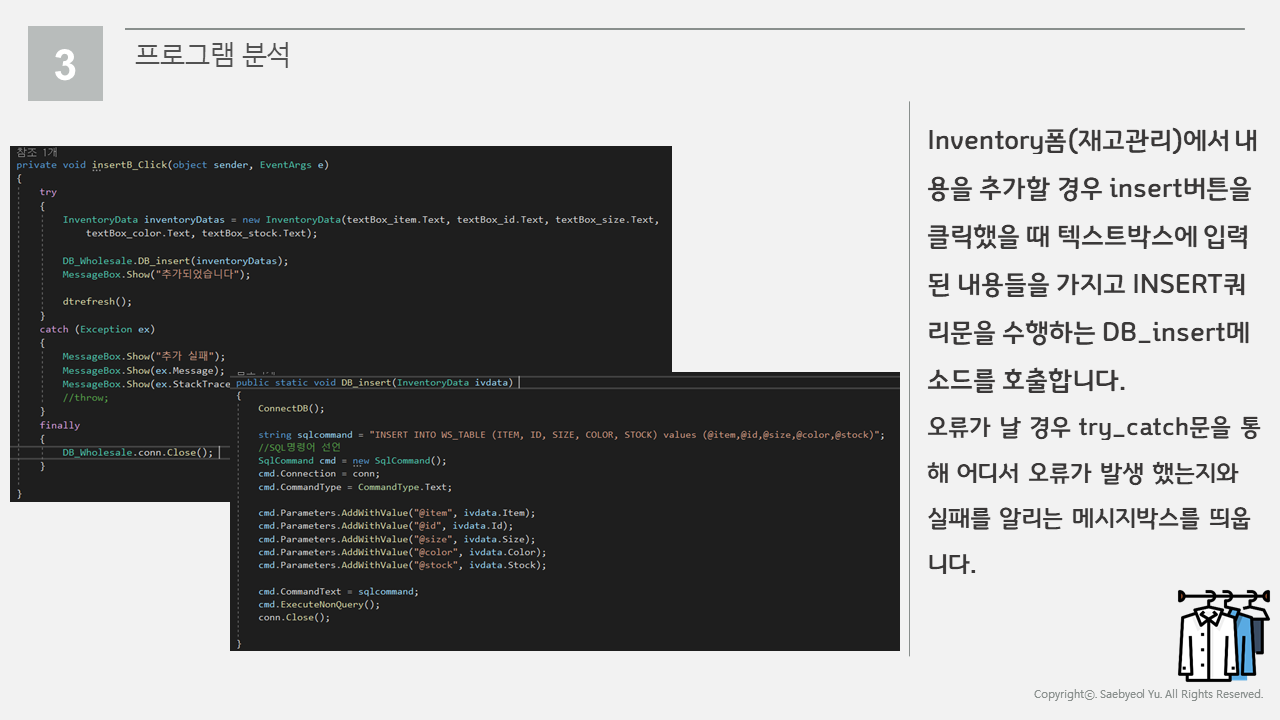 3
프로그램 분석
참조 1개
private void insertB_Click(object sender, EventArgs e)
{
try
{
InventoryData inventoryDatas = new InventoryData(textBox_item.Text, textBox_id.Text, textBox_size.Text,
textBox_color.Text, textBox_stock.Text);
DB_Wholesale.DB_insert(inventoryDatas);
MessageBox.Show("추가되었습니다");
dtrefresh();
}
catch (Exception ex)
{
MessageBox.Show("추가 실패");
MessageBox.Show(ex.Message);
MessageBox.Show(ex.StackTrace
//throw;
}
finally
{
DB_Wholesale.conn.Close();
}
}
public static void DB_insert(InventoryData ivdata)
{
ConnectDB();
string sqlcommand = "INSERT INTO WS_TABLE (ITEM, ID, SIZE, COLOR, STOCK) values (@item,@id,@size,@color,@stock)";
//SQL명령어 선언
SqlCommand cmd = new SqlCommand();
cmd.Connection = conn;
cmd.CommandType = CommandType.Text;
cmd.Parameters.AddWithValue("@item", ivdata.Item);
cmd.Parameters.AddWithValue("@id", ivdata.Id);
cmd.Parameters.AddWithValue("@size", ivdata.Size);
cmd.Parameters.AddWithValue("@color", ivdata.Color);
cmd.Parameters.AddWithValue("@stock", ivdata.Stock);
cmd.CommandText = sqlcommand;
cmd.ExecuteNonQuery();
conn.Close();
}
Inventory폼(재고관리)에서 내
용을 추가할 경우 insert버튼을
클릭했을 때 텍스트박스에 입력
된 내용들을 가지고 INSERT쿼
리문을 수행하는 DB_insert메
소드를 호출합니다.
오류가 날 경우 try_catch문을 통
해 어디서 오류가 발생 했는지와
실패를 알리는 메시지박스를 띄웁
니다.
Copyrightⓒ. Saebyeol Yu. All Rights Reserved.